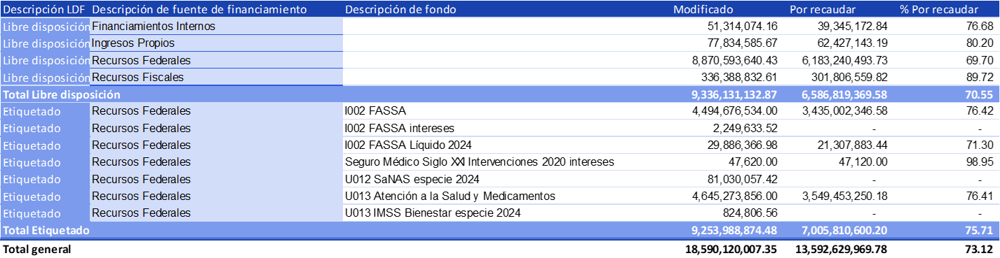 Descripción LDF Descripción de fuente de financiamiento Descripción de fondo Modificado Por recaudar % Por recaudar
Libre disposición Financiamientos Internos 51,314,074.16 39,345,172.84 76.68
Libre disposición Ingresos Propios 77,834,585.67 62,427,143.19 80.20
Libre disposición Recursos Federales 8,870,593,640.43 6,183,240,493.73 69.70
Libre disposición Recursos Fiscales 336,388,832.61 301,806,559.82 89.72
Total Libre disposición 9,336,131,132.87 6,586,819,369.58 70.55
Etiquetado Recursos Federales I002 FASSA 4,494,676,534.00 3,435,002,346.58 76.42
Etiquetado Recursos Federales I002 FASSA intereses 2,249,633.52 - -
Etiquetado Recursos Federales I002 FASSA Líquido 2024 29,886,366.98 21,307,883.44 71.30
Etiquetado Recursos Federales Seguro Médico Siglo XXI Intervenciones 2020 intereses 47,620.00 47,120.00 98.95
Etiquetado Recursos Federales U012 SaNAS especie 2024 81,030,057.42 - -
Etiquetado Recursos Federales U013 Atención a la Salud y Medicamentos 4,645,273,856.00 3,549,453,250.18 76.41
Etiquetado Recursos Federales U013 IMSS Bienestar especie 2024 824,806.56 - -
Total Etiquetado 9,253,988,874.48 7,005,810,600.20 75.71
Total general 18,590,120,007.35 13,592,629,969.78 73.12